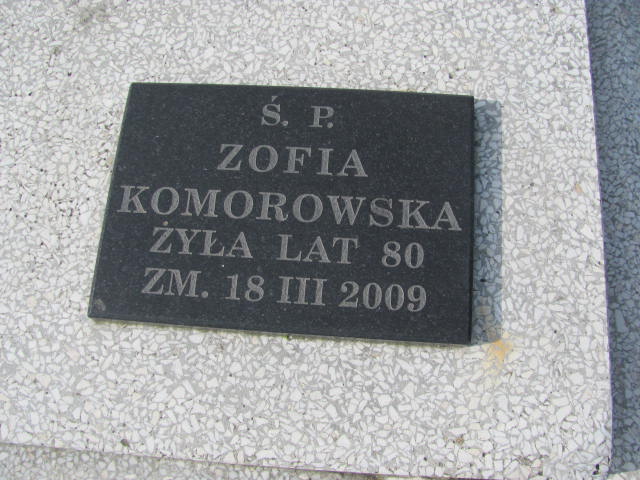 Ś. P.
ZOFIA
KOMOROWSKA
ŻYŁA LAT 80
ZM. 18 III 2009